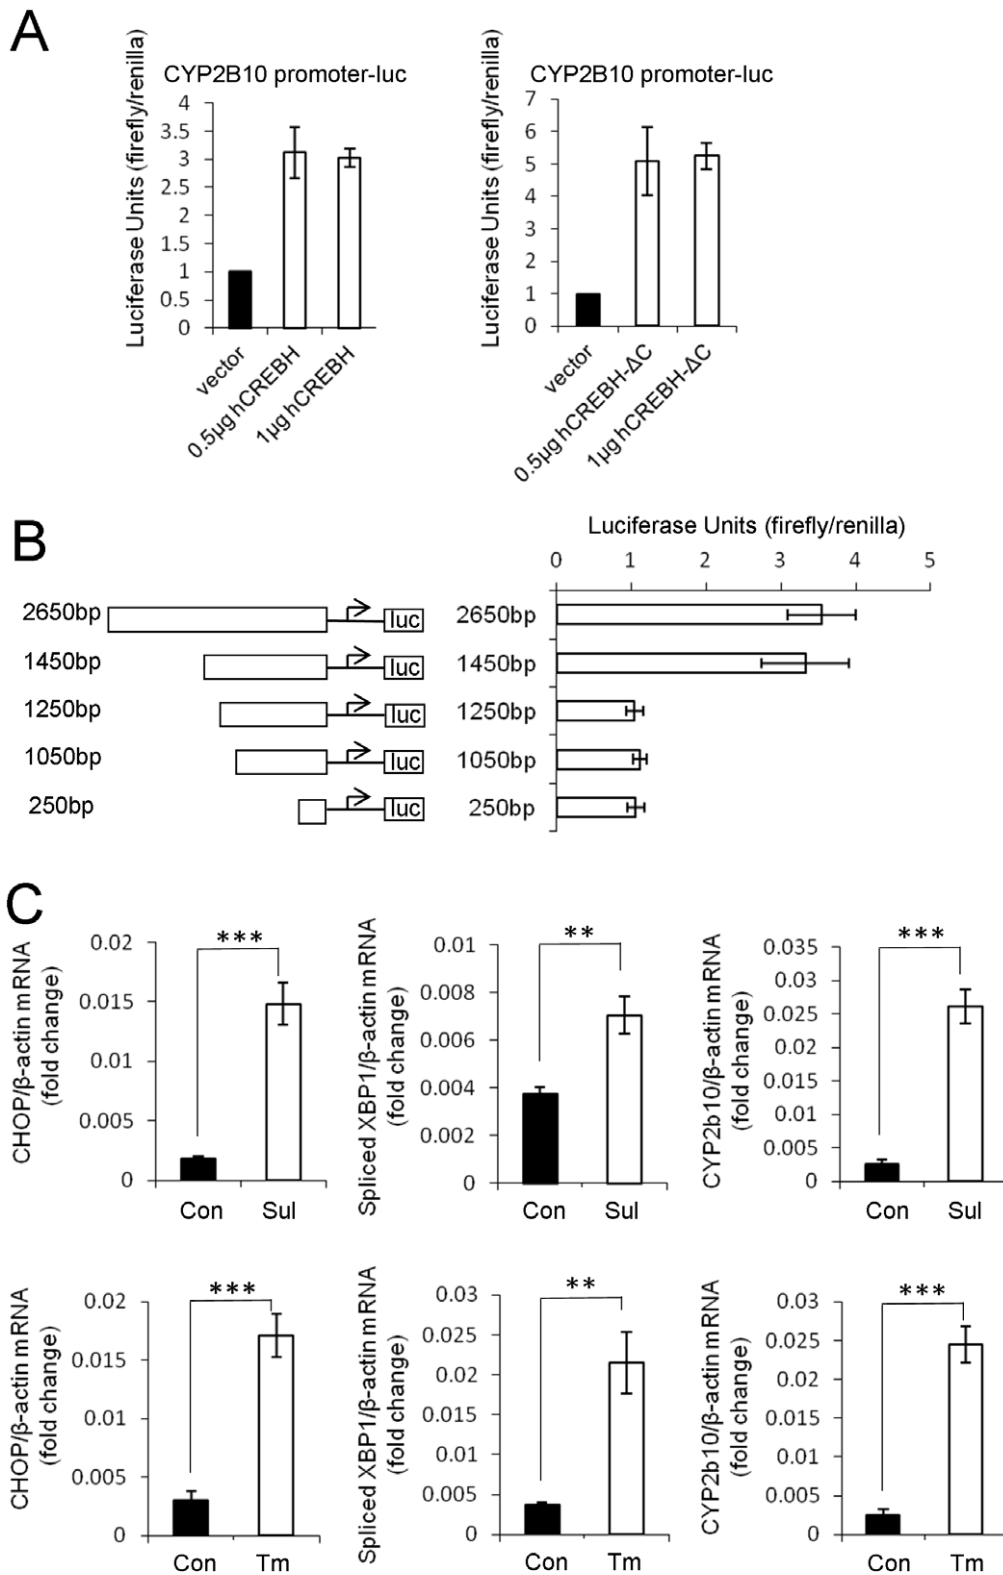 A
CYP2B10 promoter-luc
Luciferase Units (firefly/renilla)
4
3.5
3
2.5
2
1.5
1
0.5
0
vector
0.5μg hCREBH
1μg hCREBH
CYP2B10 promoter-luc
Luciferase Units (firefly/renilla)
7
6
5
4
3
2
1
0
vector
0.5μg hCREBH-ΔC
1μg hCREBH-ΔC
B
Luciferase Units (firefly/renilla)
0 1 2 3 4 5
2650bp luc 2650bp
1450bp luc 1450bp
1250bp luc 1250bp
1050bp luc 1050bp
250bp luc 250bp
C
CHOP/β-actin mRNA
(fold change)
0.02
0.015
0.01
0.005
0
***
Con Sul
Spliced XBP1/β-actin mRNA
(fold change)
0.01
0.008
0.006
0.004
0.002
0
**
Con Sul
CYP2b10/β-actin mRNA
(fold change)
0.035
0.03
0.025
0.02
0.015
0.01
0.005
0
***
Con Sul
CHOP/β-actin mRNA
(fold change)
0.02
0.015
0.01
0.005
0
***
Con Tm
Spliced XBP1/β-actin mRNA
(fold change)
0.03
0.025
0.02
0.015
0.01
0.005
0
**
Con Tm
CYP2b10/β-actin mRNA
(fold change)
0.03
0.025
0.02
0.015
0.01
0.005
0
***
Con Tm